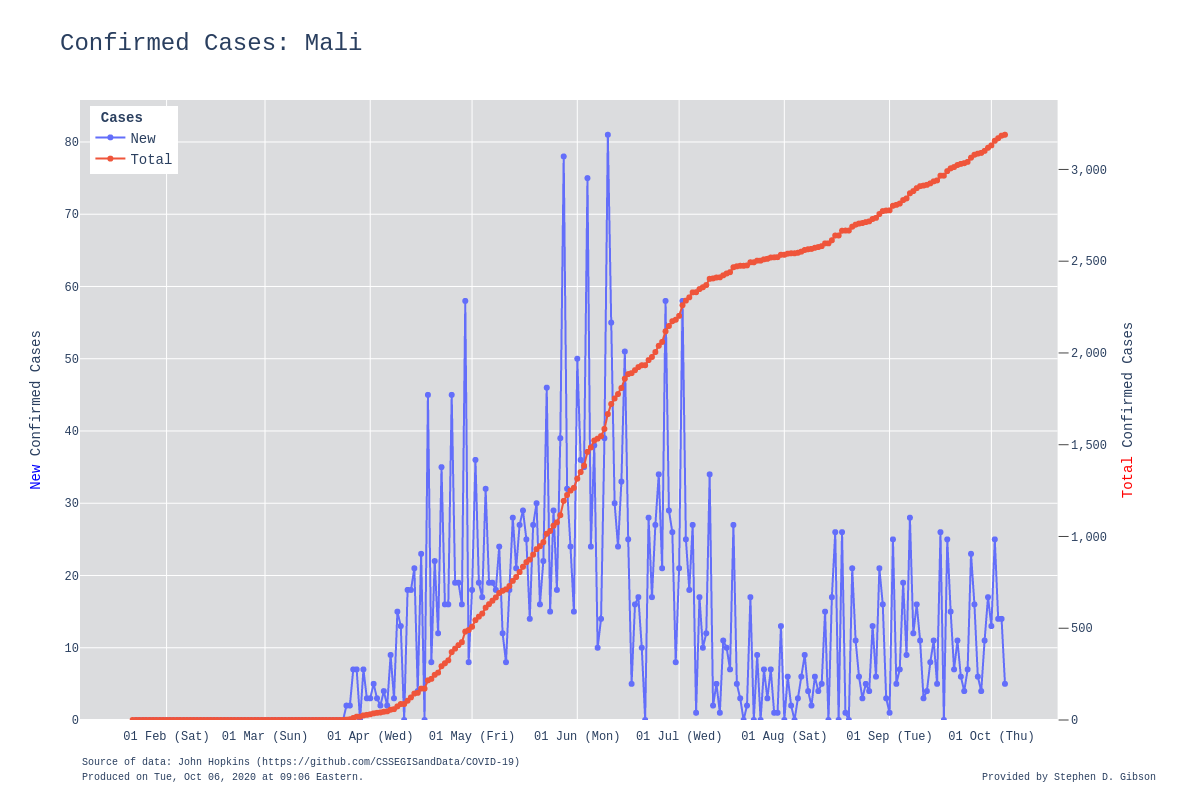 Confirmed Cases: Mali
Cases
New
Total
80
70
60
50
40
30
20
10
0
New Confirmed Cases
3,000
2,500
2,000
1,500
1,000
500
0
Total Confirmed Cases
01 Feb (Sat) 01 Mar (Sun) 01 Apr (Wed) 01 May (Fri) 01 Jun (Mon) 01 Jul (Wed) 01 Aug (Sat) 01 Sep (Tue) 01 Oct (Thu)
Source of data: John Hopkins (https://github.com/CSSEGISandData/COVID-19)
Produced on Tue, Oct 06, 2020 at 09:06 Eastern.
Provided by Stephen D. Gibson